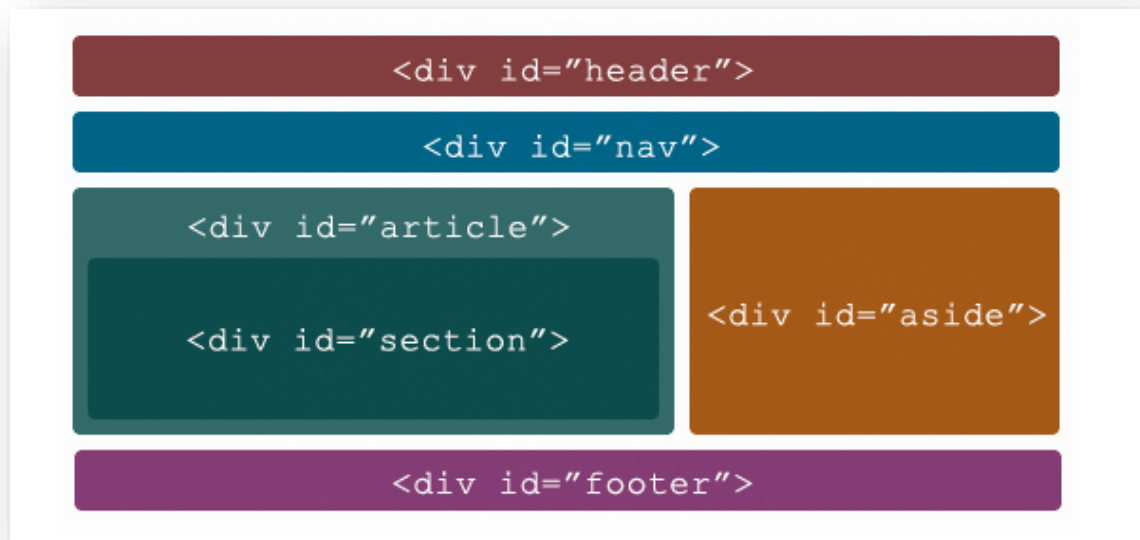 <div id=”header”>
<div id=”nav”>
<div id=”article”>
<div id=”section”>
<div id=”aside”>
<div id=”footer”>